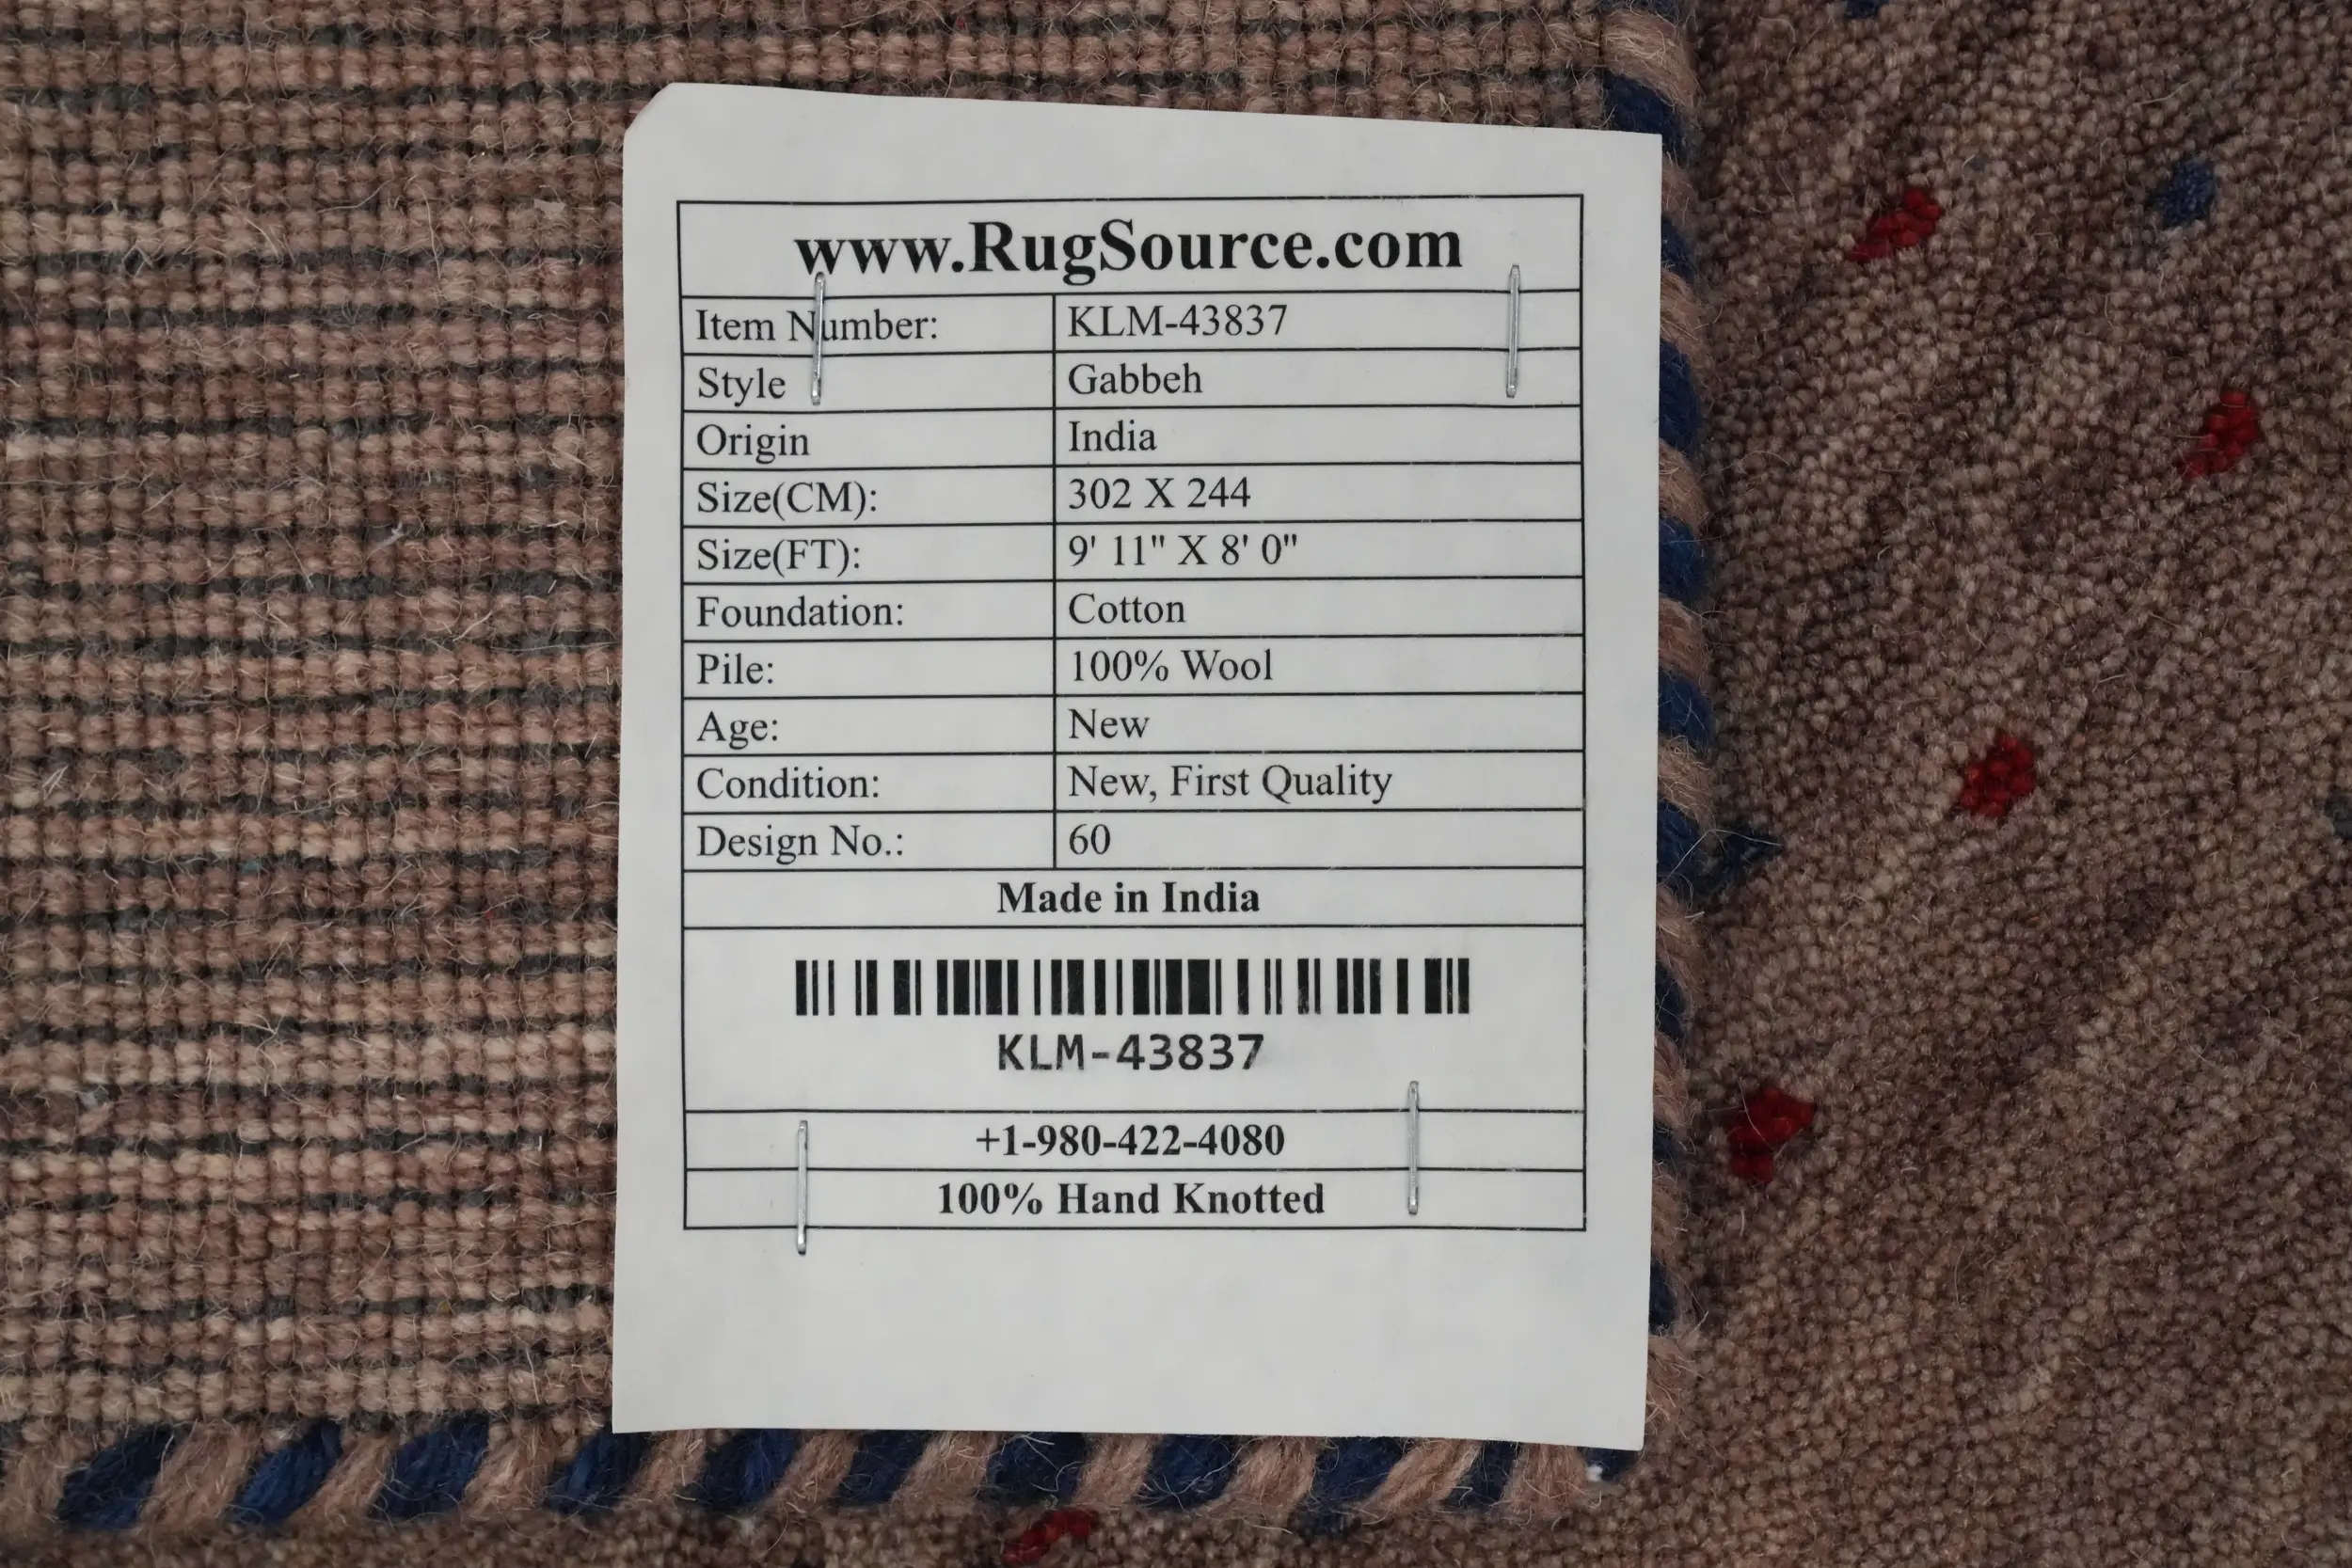 www.RugSource.com
Item Number: KLM-43837
Style Gabbeh
Origin India
Size(CM): 302 X 244
Size(FT): 9' 11" X 8' 0"
Foundation: Cotton
Pile: 100% Wool
Age: New
Condition: New, First Quality
Design No.: 60
Made in India
KLM-43837
+1-980-422-4080
100% Hand Knotted